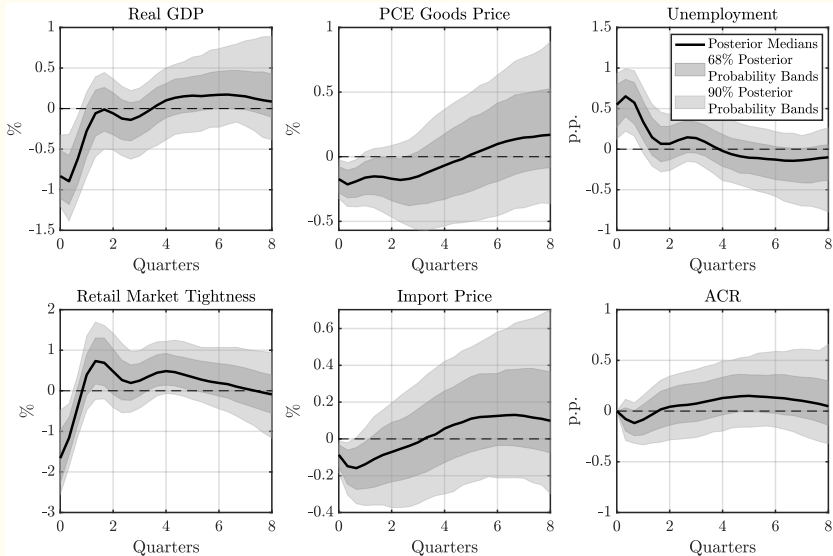 Real GDP
1
0.5
0
-0.5
-1
-1.5
%
0 2 4 6 8
Quarters
PCE Goods Price
1
0.5
0
-0.5
%
0 2 4 6 8
Quarters
Unemployment
1.5
1
0.5
0
-0.5
-1
p.p.
0 2 4 6 8
Quarters
Posterior Medians
68% Posterior
Probability Bands
90% Posterior
Probability Bands
Retail Market Tightness
2
1
0
-1
-2
-3
%
0 2 4 6 8
Quarters
Import Price
0.6
0.4
0.2
0
-0.2
-0.4
%
0 2 4 6 8
Quarters
ACR
1
0.5
0
-0.5
-1
p.p.
0 2 4 6 8
Quarters